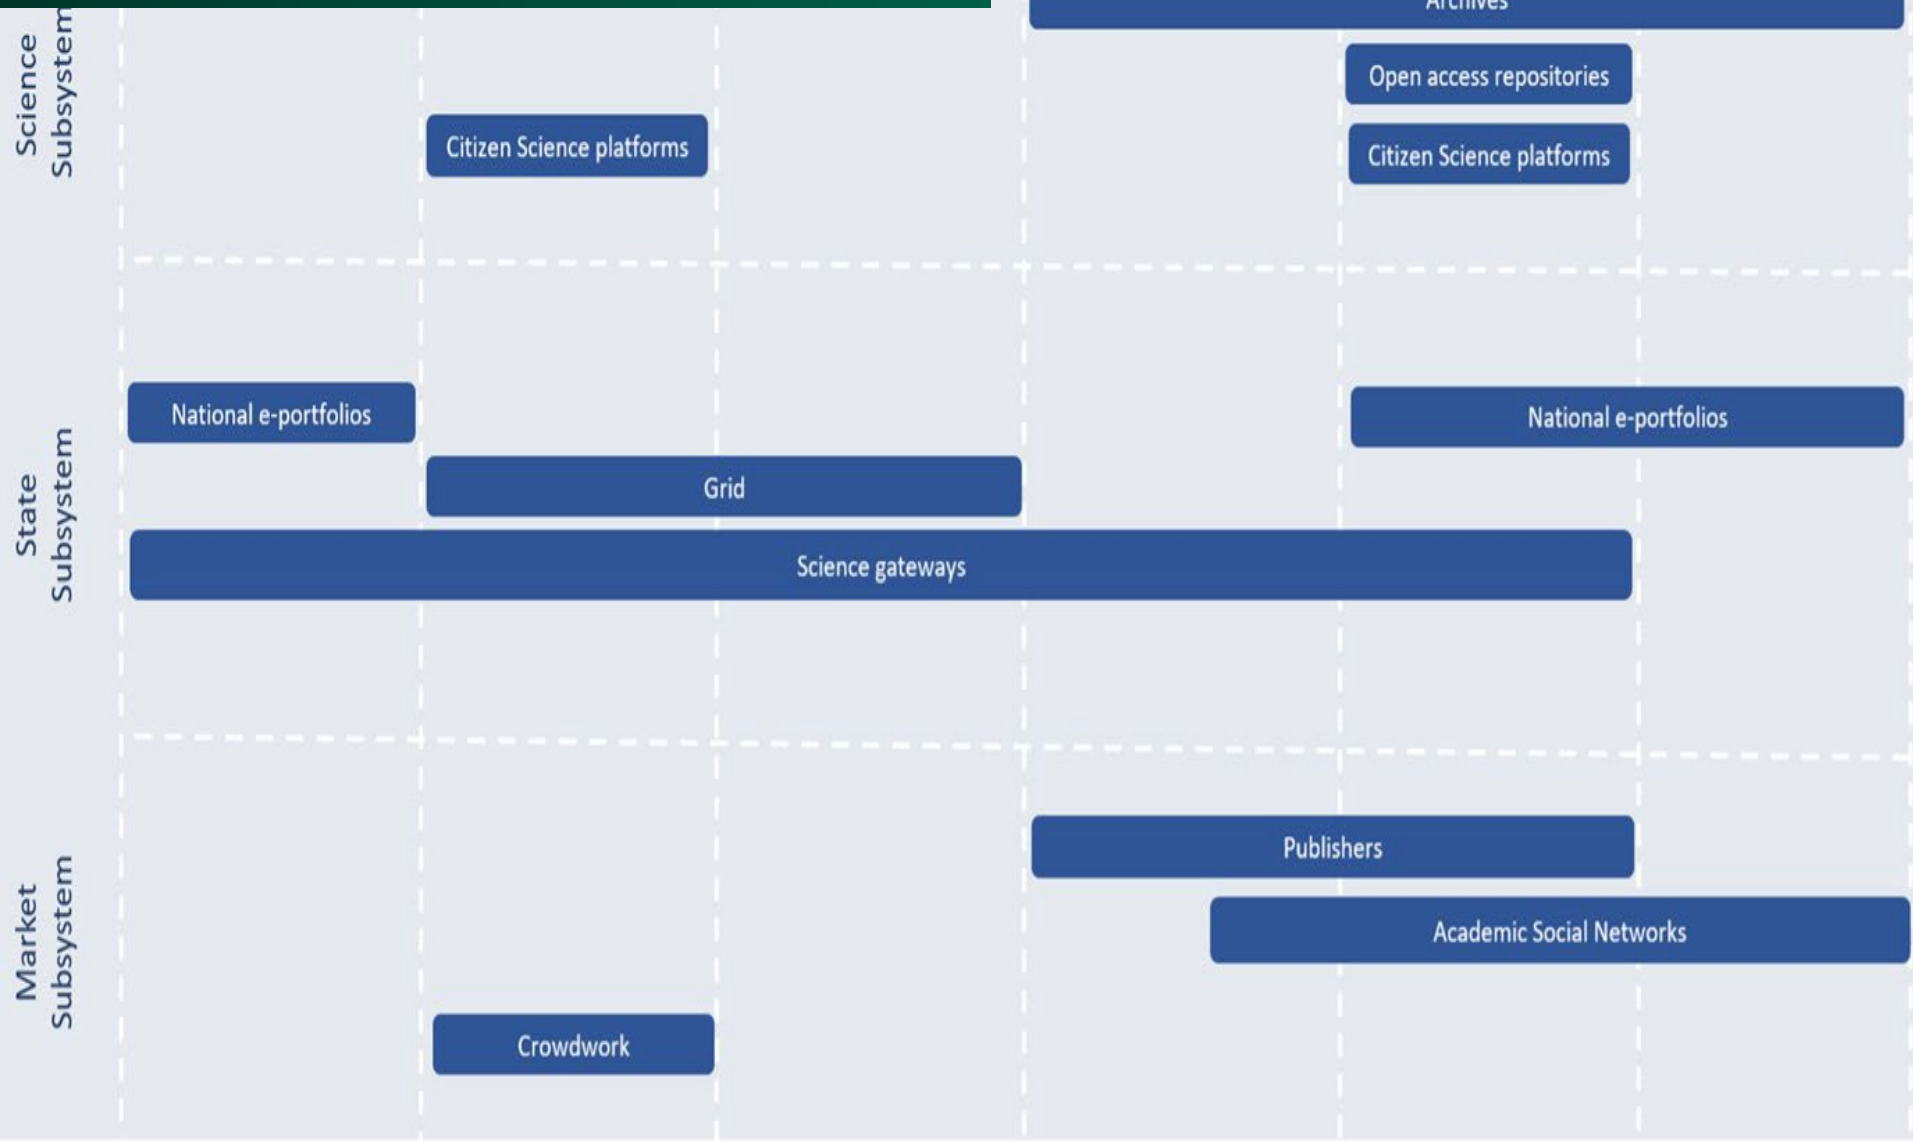 Science
Subsystem
Archives
Open access repositories
Citizen Science platforms
Citizen Science platforms
State
Subsystem
National e-portfolios
National e-portfolios
Grid
Science gateways
Market
Subsystem
Publishers
Academic Social Networks
Crowdwork